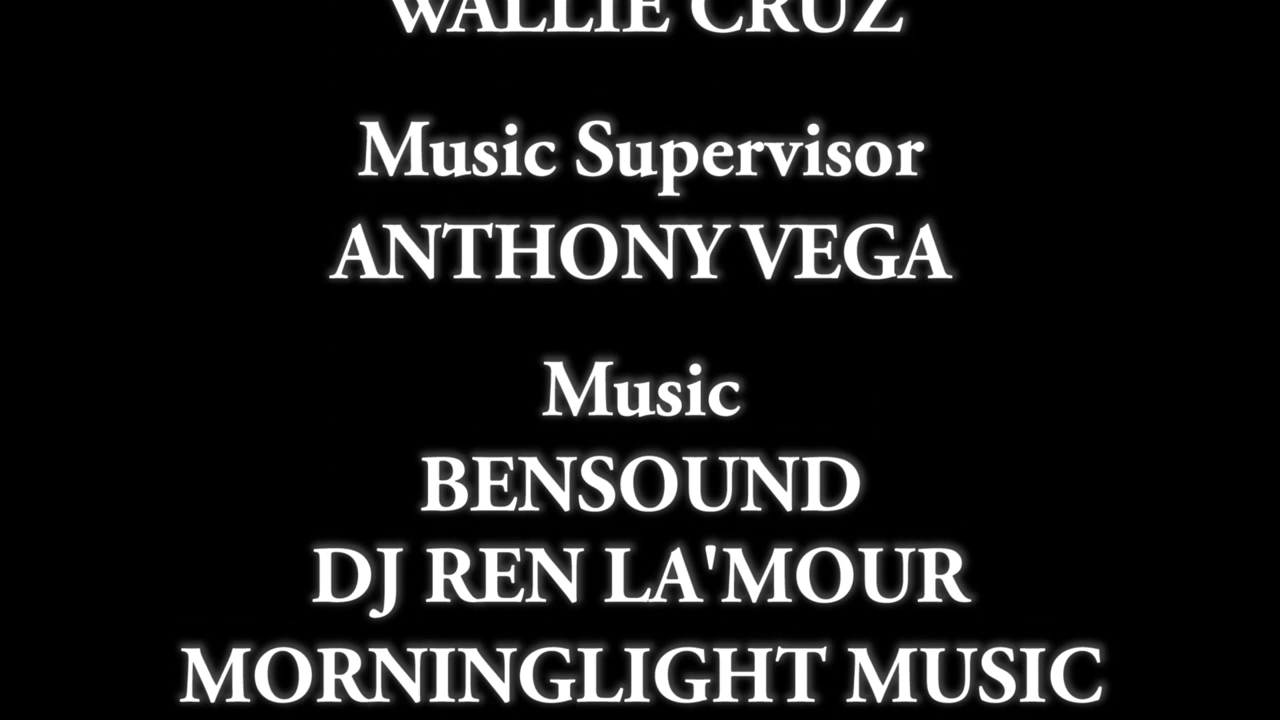 WALLIE CRUZ
Music Supervisor
ANTHONY VEGA
Music
BENSOUND
DJ REN LA'MOUR
MORNINGLIGHT MUSIC